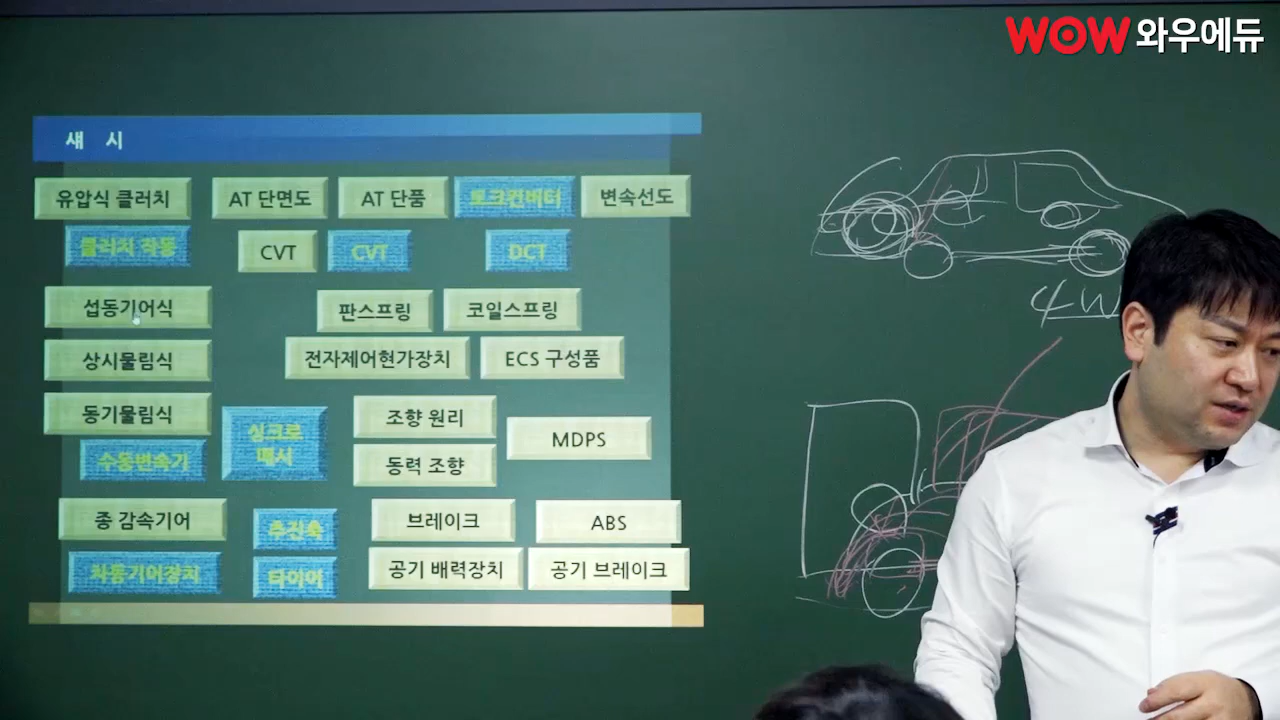 WOW 와우에듀
섀 시
유압식 클러치 AT 단면도 AT 단품 토크컨버터 변속선도
클러치 작동 CVT CVT DCT
섭동기어식 판스프링 코일스프링
상시물림식 전자제어현가장치 ECS 구성품
동기물림식 싱크로 메시 조향 원리 MDPS
수동변속기 동력 조향
종 감속기어 추진축 브레이크 ABS
차동기어장치 타이어 공기 배력장치 공기 브레이크
4W